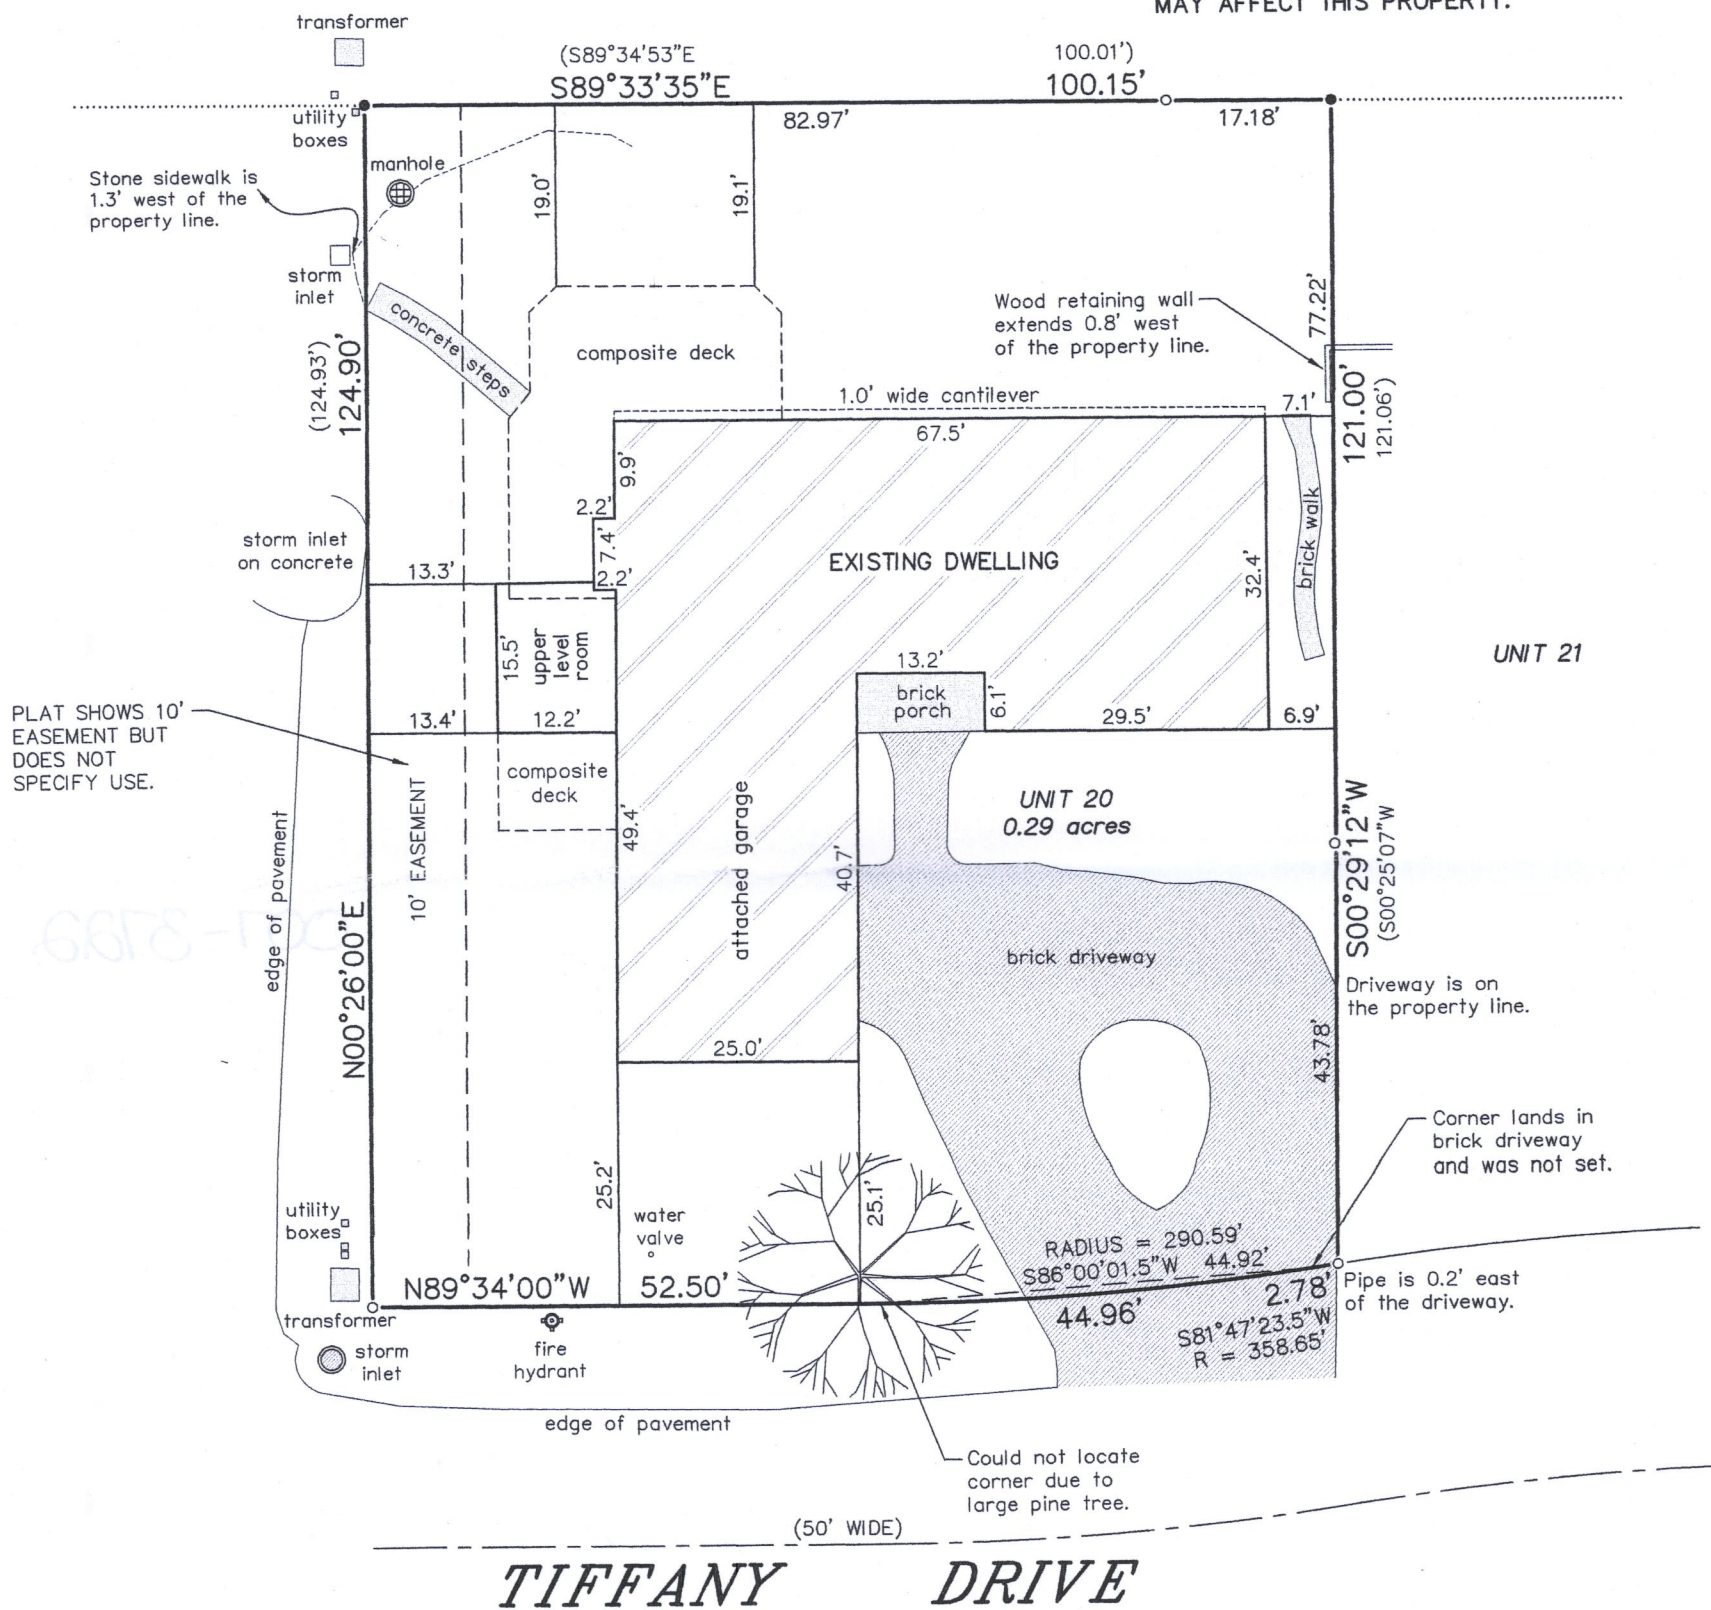 MAY AFFECT THIS PROPERTY.
transformer
(S89°34'53"E 100.01')
S89°33'35"E 100.15'
utility
boxes
82.97'
17.18'
manhole
Stone sidewalk is
1.3' west of the
property line.
19.0'
19.1'
storm
inlet
concrete steps
composite deck
Wood retaining wall
extends 0.8' west
of the property line.
77.22'
(124.93')
124.90'
1.0' wide cantilever
7.1'
121.00'
121.06')
67.5'
9.9'
2.2'
7.4'
2.2'
storm inlet
on concrete
13.3'
EXISTING DWELLING
32.4'
brick walk
15.5'
upper
level
room
UNIT 21
13.2'
brick
porch
6.1'
29.5'
6.9'
PLAT SHOWS 10'
EASEMENT BUT
DOES NOT
SPECIFY USE.
13.4'
12.2'
composite
deck
10' EASEMENT
49.4'
attached garage
40.7'
UNIT 20
0.29 acres
S00°29'12"W
(S00°25'07"W
edge of pavement
N00°26'00"E
brick driveway
Driveway is on
the property line.
25.0'
43.78'
Corner lands in
brick driveway
and was not set.
25.2'
25.1'
utility
boxes
water
valve
RADIUS = 290.59'
S86°00'01.5"W 44.92'
N89°34'00"W 52.50'
44.96'
2.78'
S81°47'23.5"W
R = 358.65'
Pipe is 0.2' east
of the driveway.
transformer
storm
inlet
fire
hydrant
edge of pavement
Could not locate
corner due to
large pine tree.
(50' WIDE)
TIFFANY DRIVE